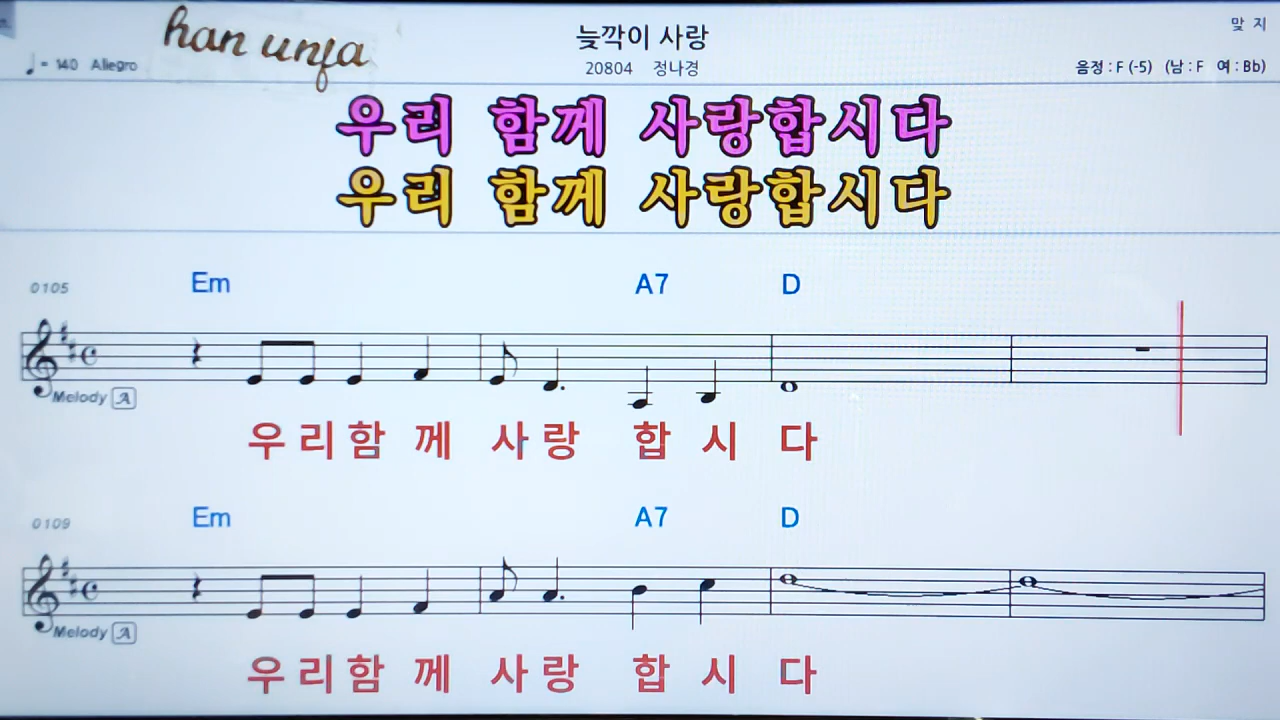 han unfa
늦깍이 사랑
맞 지
♩= 140 Allegro
20804 정나경
음정 : F (-5) (남 : F 여 : Bb)
우리 함께 사랑합시다
우리 함께 사랑합시다
0105
Em A7 D
Melody A
우 리 함 께 사 랑 합 시 다
0109
Em A7 D
Melody A
우 리 함 께 사 랑 합 시 다